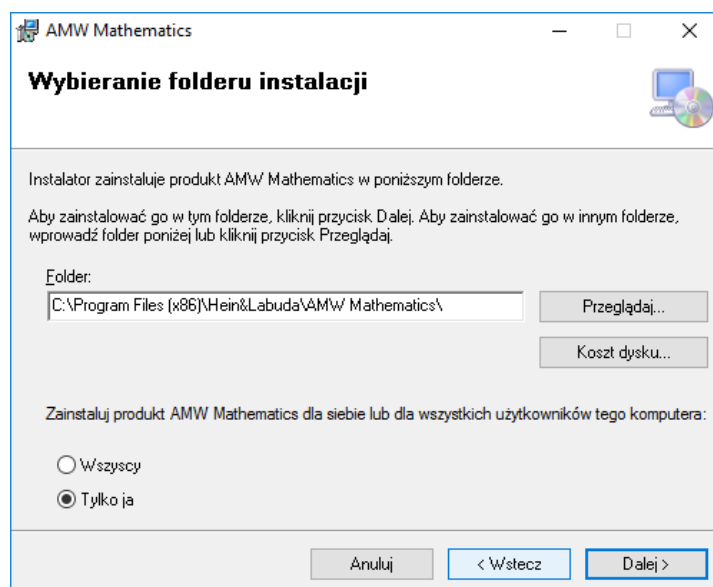 AMW Mathematics
Wybieranie folderu instalacji
Instalator zainstaluje produkt AMW Mathematics w poniższym folderze.
Aby zainstalować go w tym folderze, kliknij przycisk Dalej. Aby zainstalować go w innym folderze,
wprowadź folder poniżej lub kliknij przycisk Przeglądaj.
Folder:
C:\Program Files (x86)\Hein&Labuda\AMW Mathematics\
Przeglądaj...
Koszt dysku...
Zainstaluj produkt AMW Mathematics dla siebie lub dla wszystkich użytkowników tego komputera:
Wszyscy
Tylko ja
Anuluj
< Wstecz
Dalej >